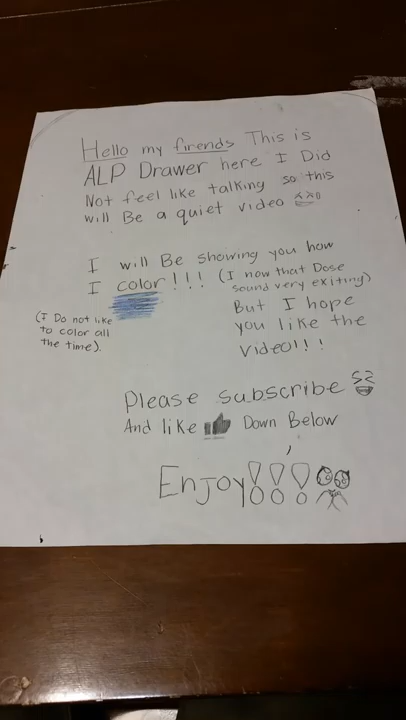 Hello my firends This is
ALP Drawer here I Did
Not feel like talking so this
will Be a quiet video
I will Be showing you how
I color!!! (I now that Dose
sound very exiting)
(I Do not like
to color all
the time).
But I hope
you like the
video!!!
Please subscribe
And like Down Below
Enjoy!!!